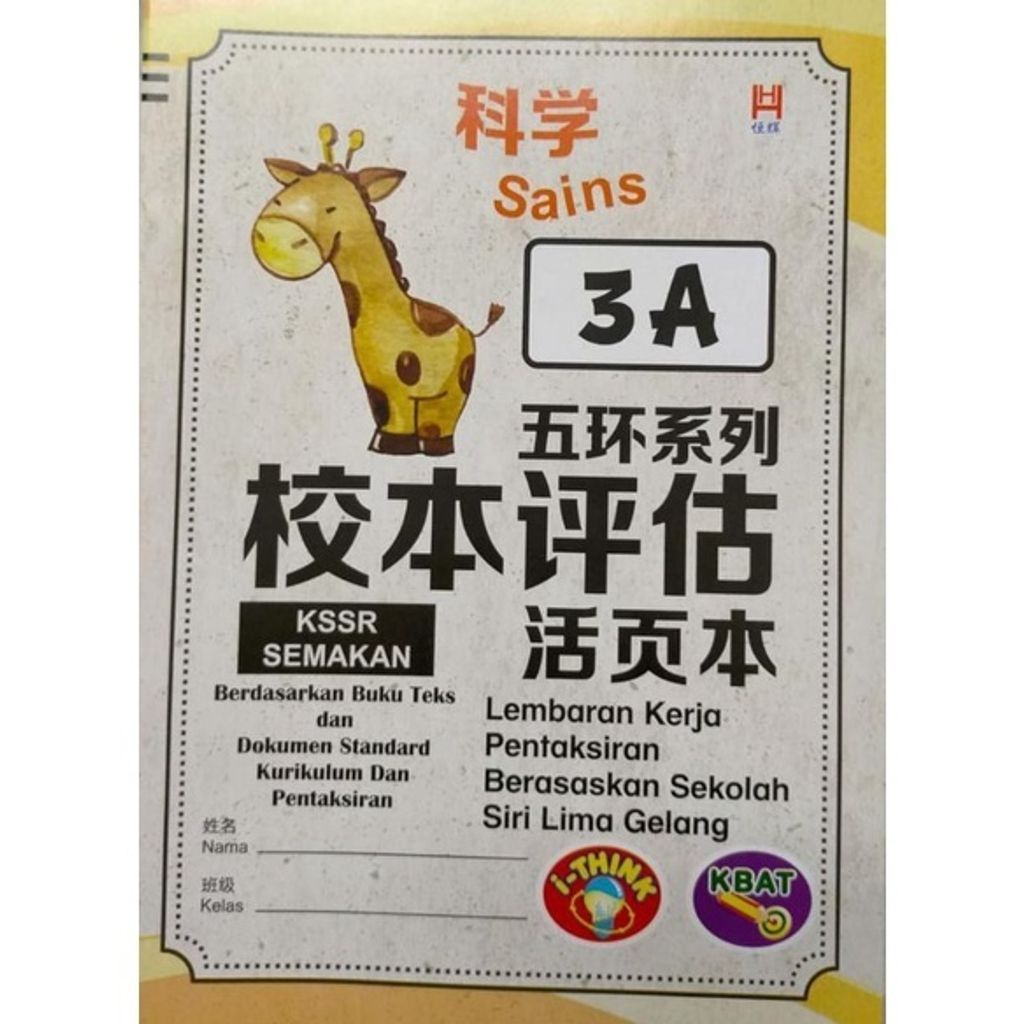 科学
Sains
恒辉
3A
五环系列
校本评估
活页本
KSSR
SEMAKAN
Berdasarkan Buku Teks
dan
Dokumen Standard
Kurikulum Dan
Pentaksiran
Lembaran Kerja
Pentaksiran
Berasaskan Sekolah
Siri Lima Gelang
姓名
Nama
班级
Kelas
i-THINK
KBAT